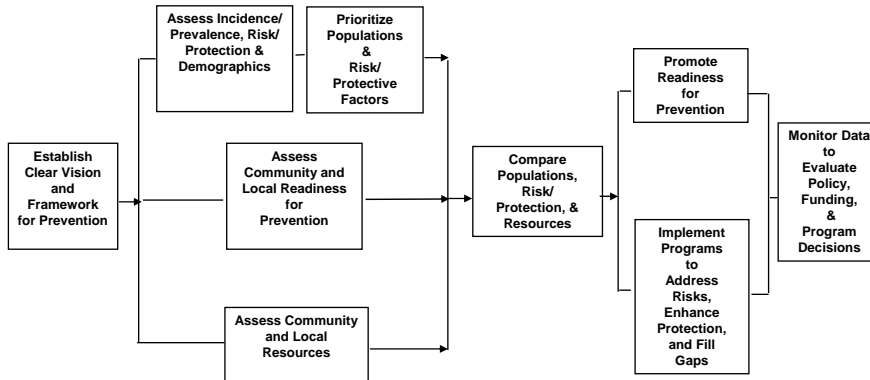 Assess Incidence/
Prevalence, Risk/
Protection &
Demographics
Prioritize
Populations
&
Risk/
Protective
Factors
Establish
Clear Vision
and
Framework
for Prevention
Assess
Community and
Local Readiness
for
Prevention
Assess Community
and Local
Resources
Compare
Populations,
Risk/
Protection, &
Resources
Promote
Readiness
for
Prevention
Implement
Programs
to
Address
Risks,
Enhance
Protection,
and Fill
Gaps
Monitor Data
to
Evaluate
Policy,
Funding,
&
Program
Decisions